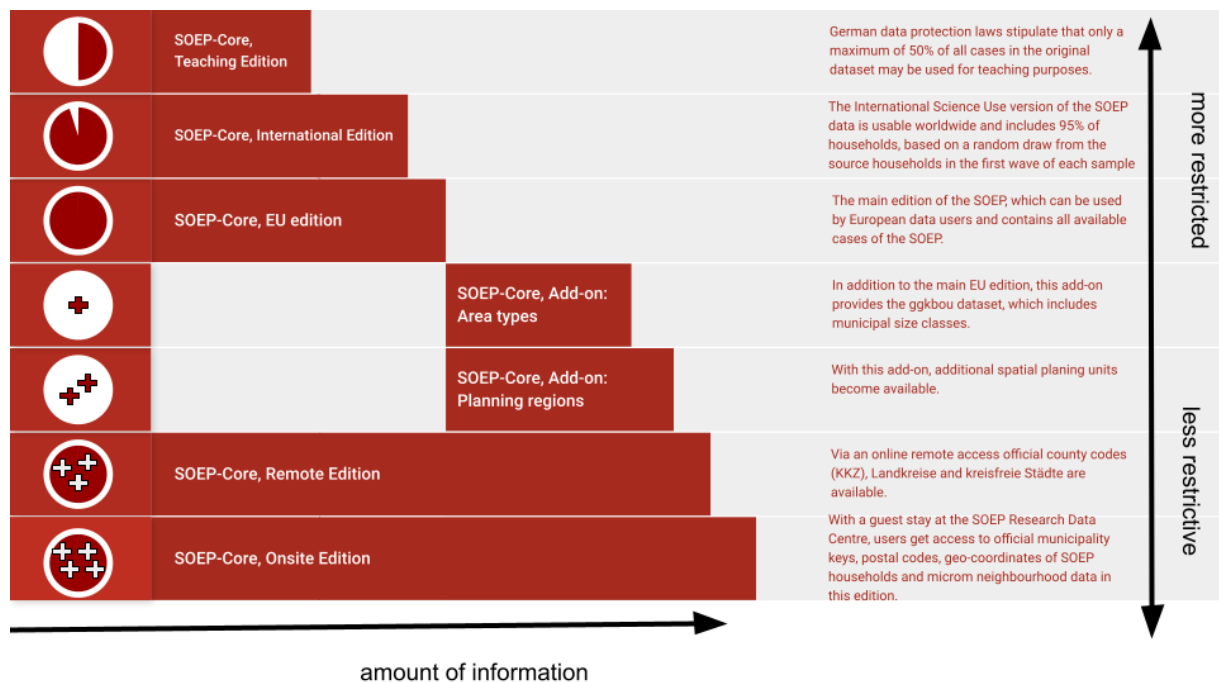 SOEP-Core,
Teaching Edition
German data protection laws stipulate that only a
maximum of 50% of all cases in the original
dataset may be used for teaching purposes.
SOEP-Core, International Edition
The International Science Use version of the SOEP
data is usable worldwide and includes 95% of
households, based on a random draw from the
source households in the first wave of each sample
SOEP-Core, EU edition
The main edition of the SOEP, which can be used
by European data users and contains all available
cases of the SOEP.
more restricted
SOEP-Core, Add-on:
Area types
In addition to the main EU edition, this add-on
provides the ggkbou dataset, which includes
municipal size classes.
SOEP-Core, Add-on:
Planning regions
With this add-on, additional spatial planing units
become available.
SOEP-Core, Remote Edition
Via an online remote access official county codes
(KKZ), Landkreise and kreisfreie Städte are
available.
SOEP-Core, Onsite Edition
With a guest stay at the SOEP Research Data
Centre, users get access to official municipality
keys, postal codes, geo-coordinates of SOEP
households and microm neighbourhood data in
this edition.
less restrictive
amount of information